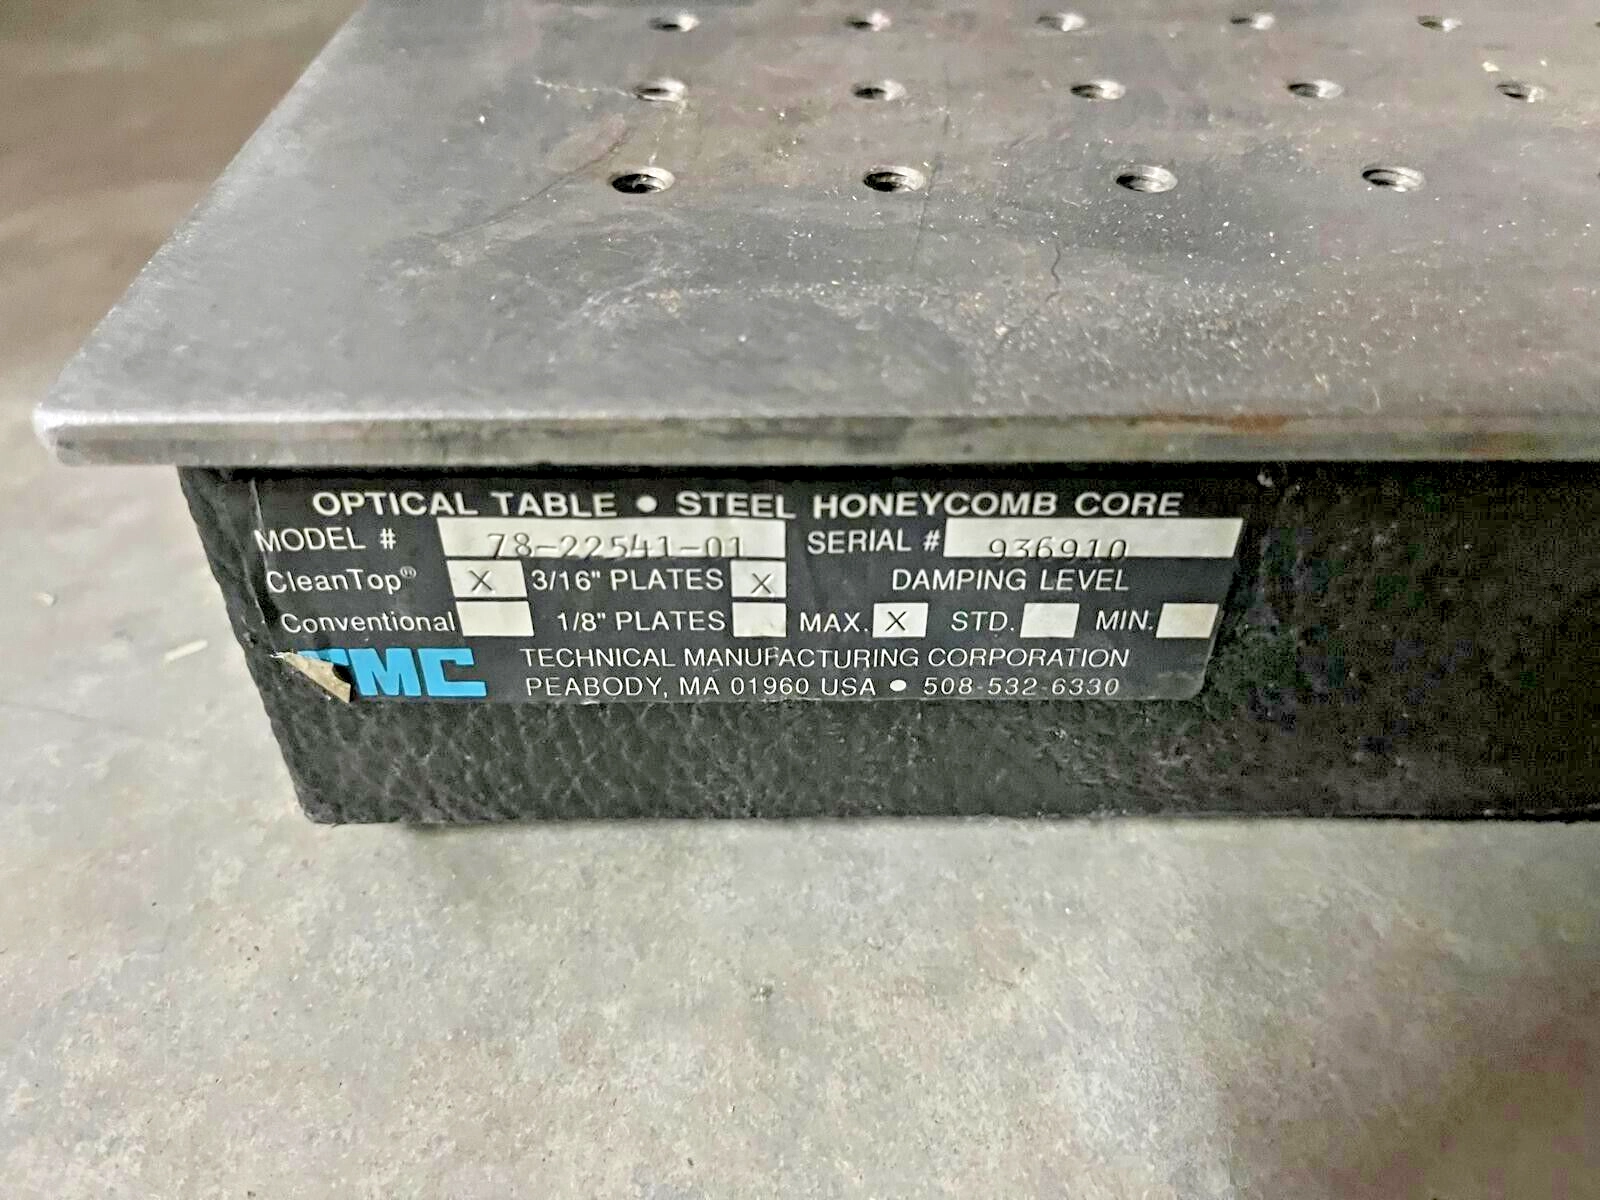 OPTICAL TABLE • STEEL HONEYCOMB CORE
MODEL # 78-22541-01 SERIAL # 936910
CleanTop® X 3/16" PLATES X DAMPING LEVEL
Conventional 1/8" PLATES MAX. X STD. MIN.
TMC TECHNICAL MANUFACTURING CORPORATION
PEABODY, MA 01960 USA • 508-532-6330